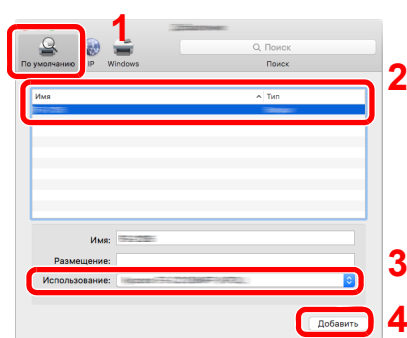 1
Поиск
По умолчанию IP Windows Поиск
2
Имя Тип
Имя:
Размещение:
3
Использование:
Добавить
4